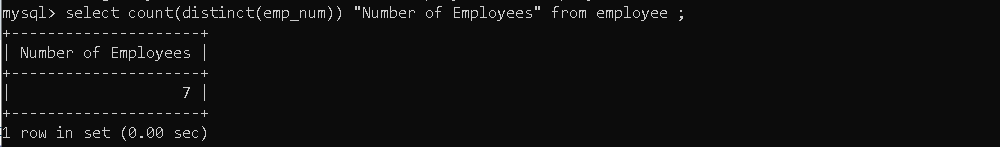 mysql> select count(distinct(emp_num)) "Number of Employees" from employee ;
+---------------------+
| Number of Employees |
+---------------------+
|                   7 |
+---------------------+
1 row in set (0.00 sec)